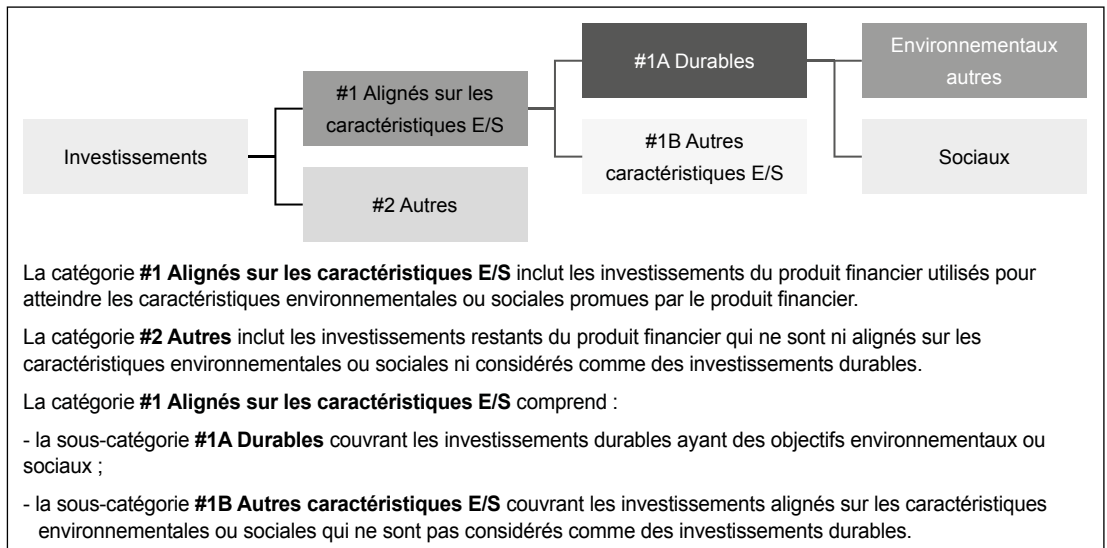 Investissements
#1 Alignés sur les
caractéristiques E/S
#2 Autres
#1A Durables
#1B Autres
caractéristiques E/S
Environnementaux
autres
Sociaux
La catégorie #1 Alignés sur les caractéristiques E/S inclut les investissements du produit financier utilisés pour
atteindre les caractéristiques environnementales ou sociales promues par le produit financier.
La catégorie #2 Autres inclut les investissements restants du produit financier qui ne sont ni alignés sur les
caractéristiques environnementales ou sociales ni considérés comme des investissements durables.
La catégorie #1 Alignés sur les caractéristiques E/S comprend :
- la sous-catégorie #1A Durables couvrant les investissements durables ayant des objectifs environnementaux ou
sociaux ;
- la sous-catégorie #1B Autres caractéristiques E/S couvrant les investissements alignés sur les caractéristiques
environnementales ou sociales qui ne sont pas considérés comme des investissements durables.